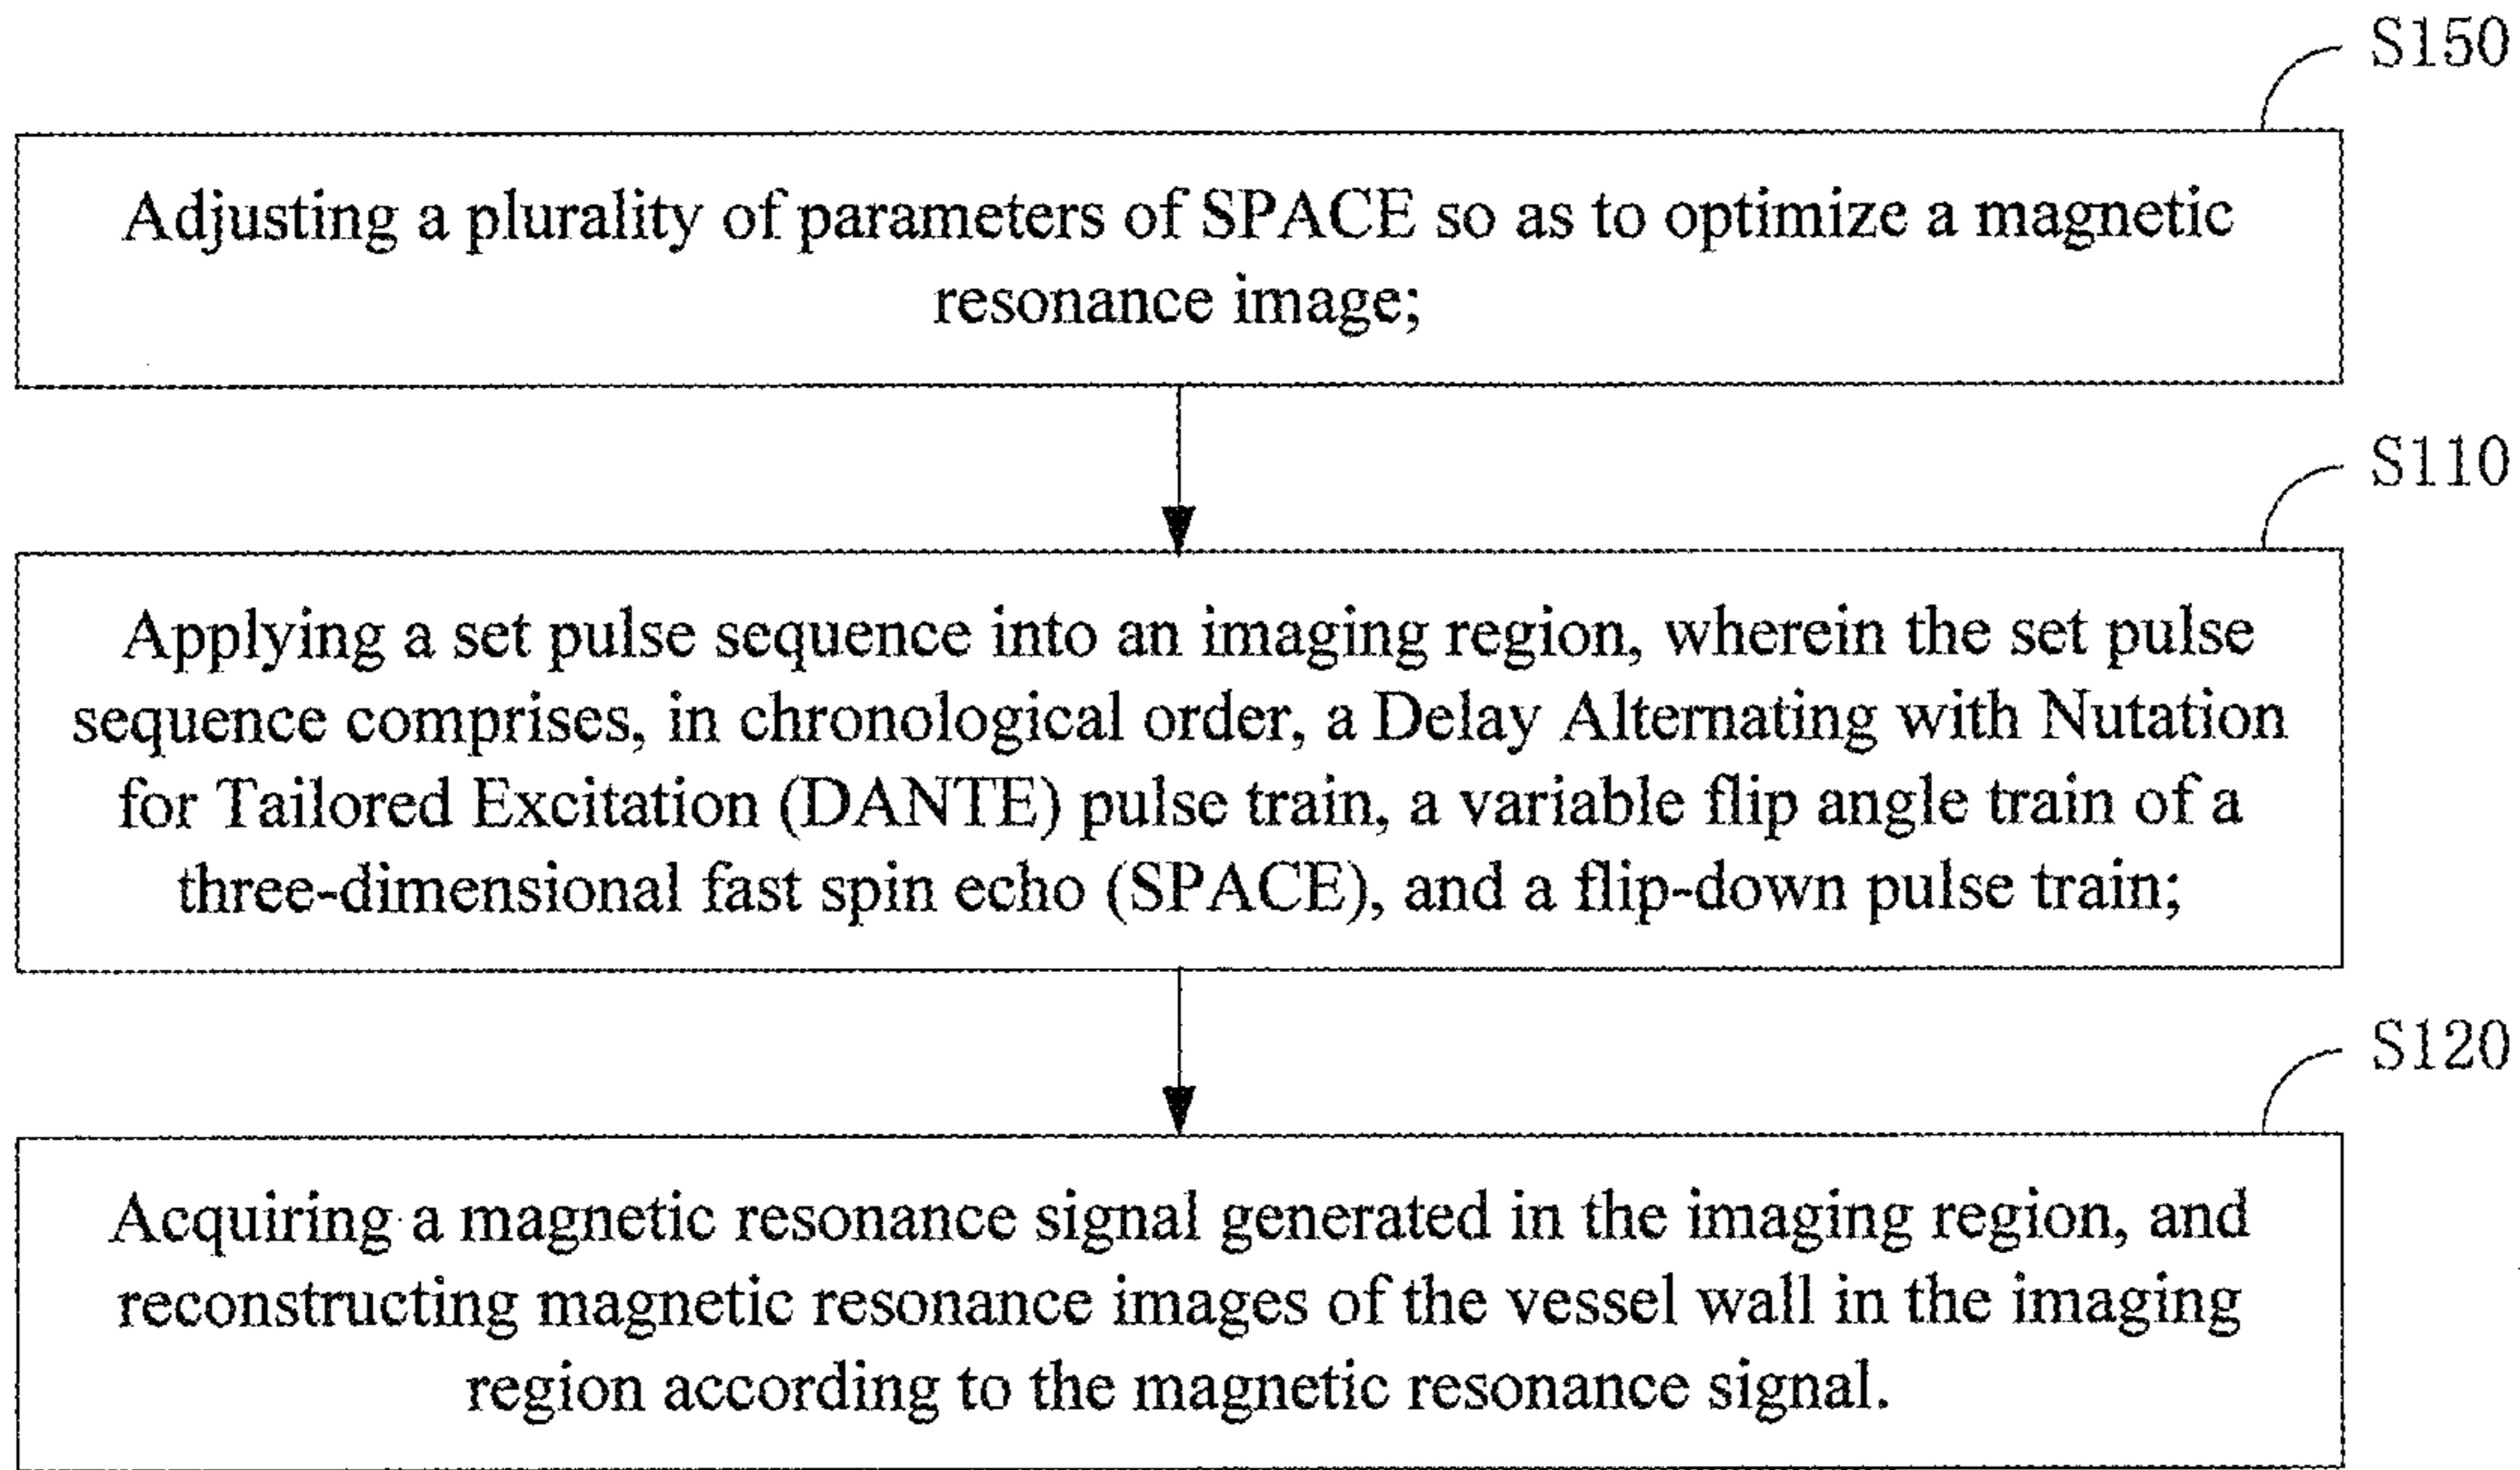 S150
Adjusting a plurality of parameters of SPACE so as to optimize a magnetic
resonance image;
S110
Applying a set pulse sequence into an imaging region, wherein the set pulse
sequence comprises, in chronological order, a Delay Alternating with Nutation
for Tailored Excitation (DANTE) pulse train, a variable flip angle train of a
three-dimensional fast spin echo (SPACE), and a flip-down pulse train;
S120
Acquiring a magnetic resonance signal generated in the imaging region, and
reconstructing magnetic resonance images of the vessel wall in the imaging
region according to the magnetic resonance signal.